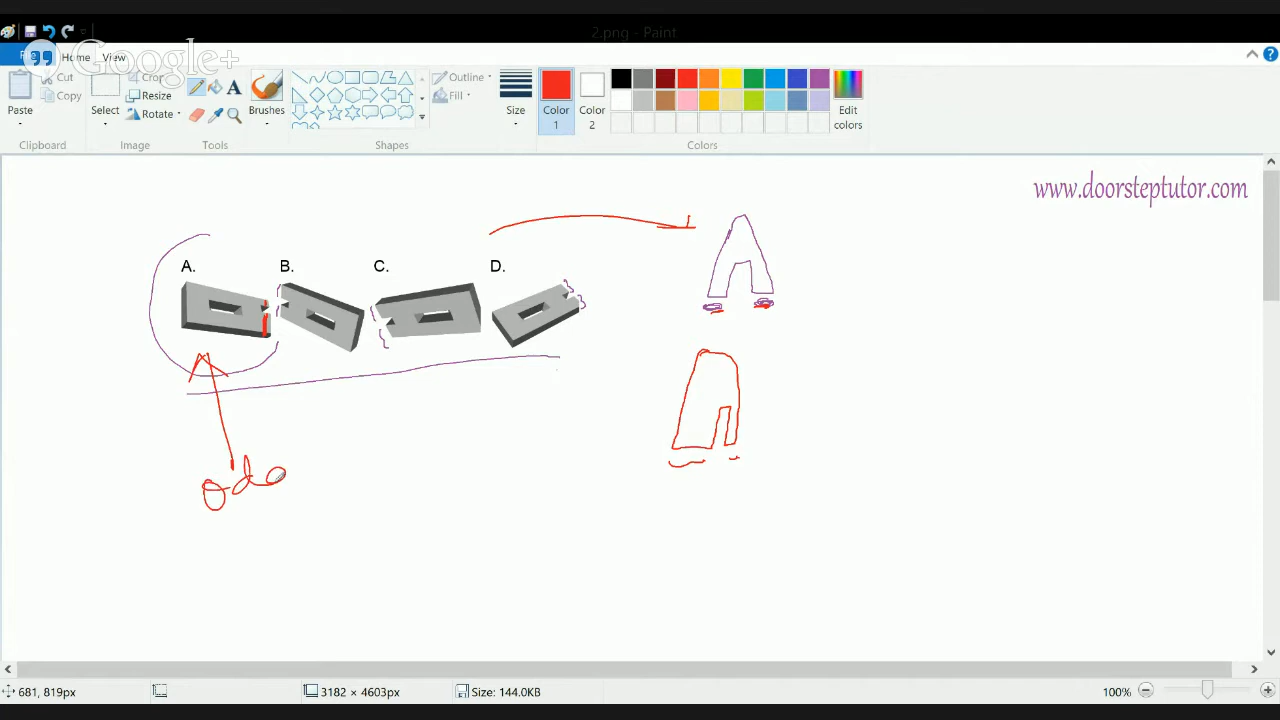 2.png - Paint
Google+
File Home View
Paste
Cut
Copy
Clipboard
Select
Crop
Resize
Rotate
Image
Tools
Brushes
Outline
Fill
Shapes
Size
Color 1
Color 2
Edit colors
Colors
www.doorsteptutor.com
A. B. C. D.
odd
681, 819px
3182 × 4603px
Size: 144.0KB
100%